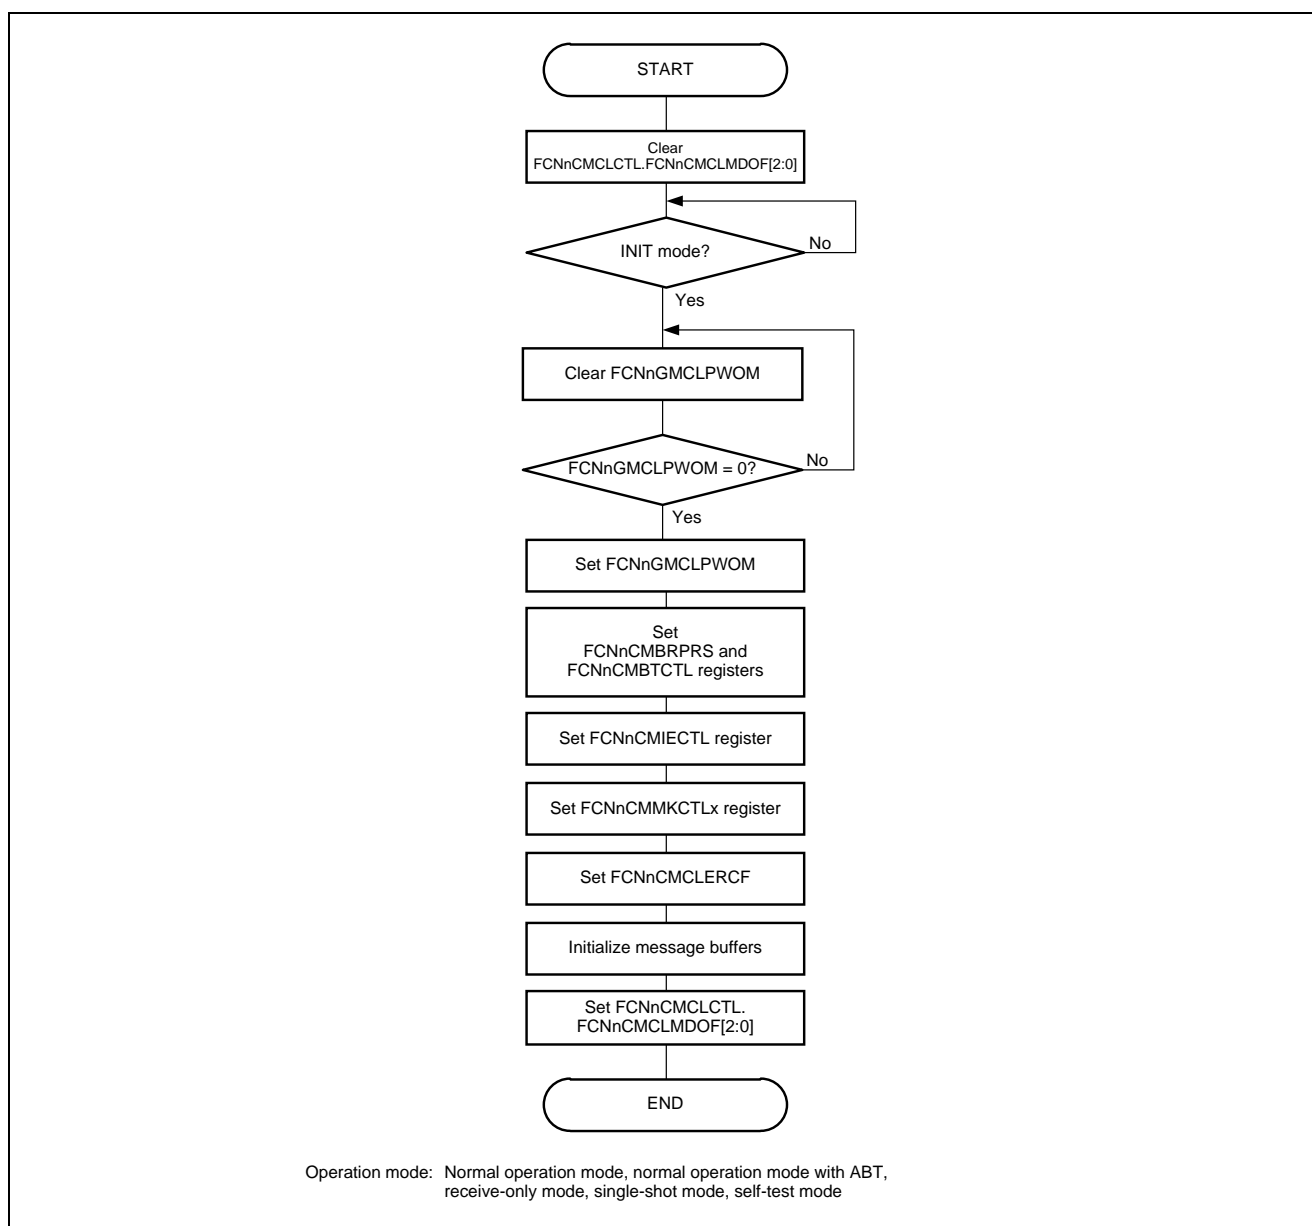 START
Clear
FCNnCMCLCTL.FCNnCMCLMDOF[2:0]
INIT mode?
No
Yes
Clear FCNnGMCLPWOM
FCNnGMCLPWOM = 0?
No
Yes
Set FCNnGMCLPWOM
Set
FCNnCMBRPRS and
FCNnCMBTCTL registers
Set FCNnCMIECTL register
Set FCNnCMMKCTLx register
Set FCNnCMCLERCF
Initialize message buffers
Set FCNnCMCLCTL.
FCNnCMCLMDOF[2:0]
END
Operation mode: Normal operation mode, normal operation mode with ABT,
receive-only mode, single-shot mode, self-test mode